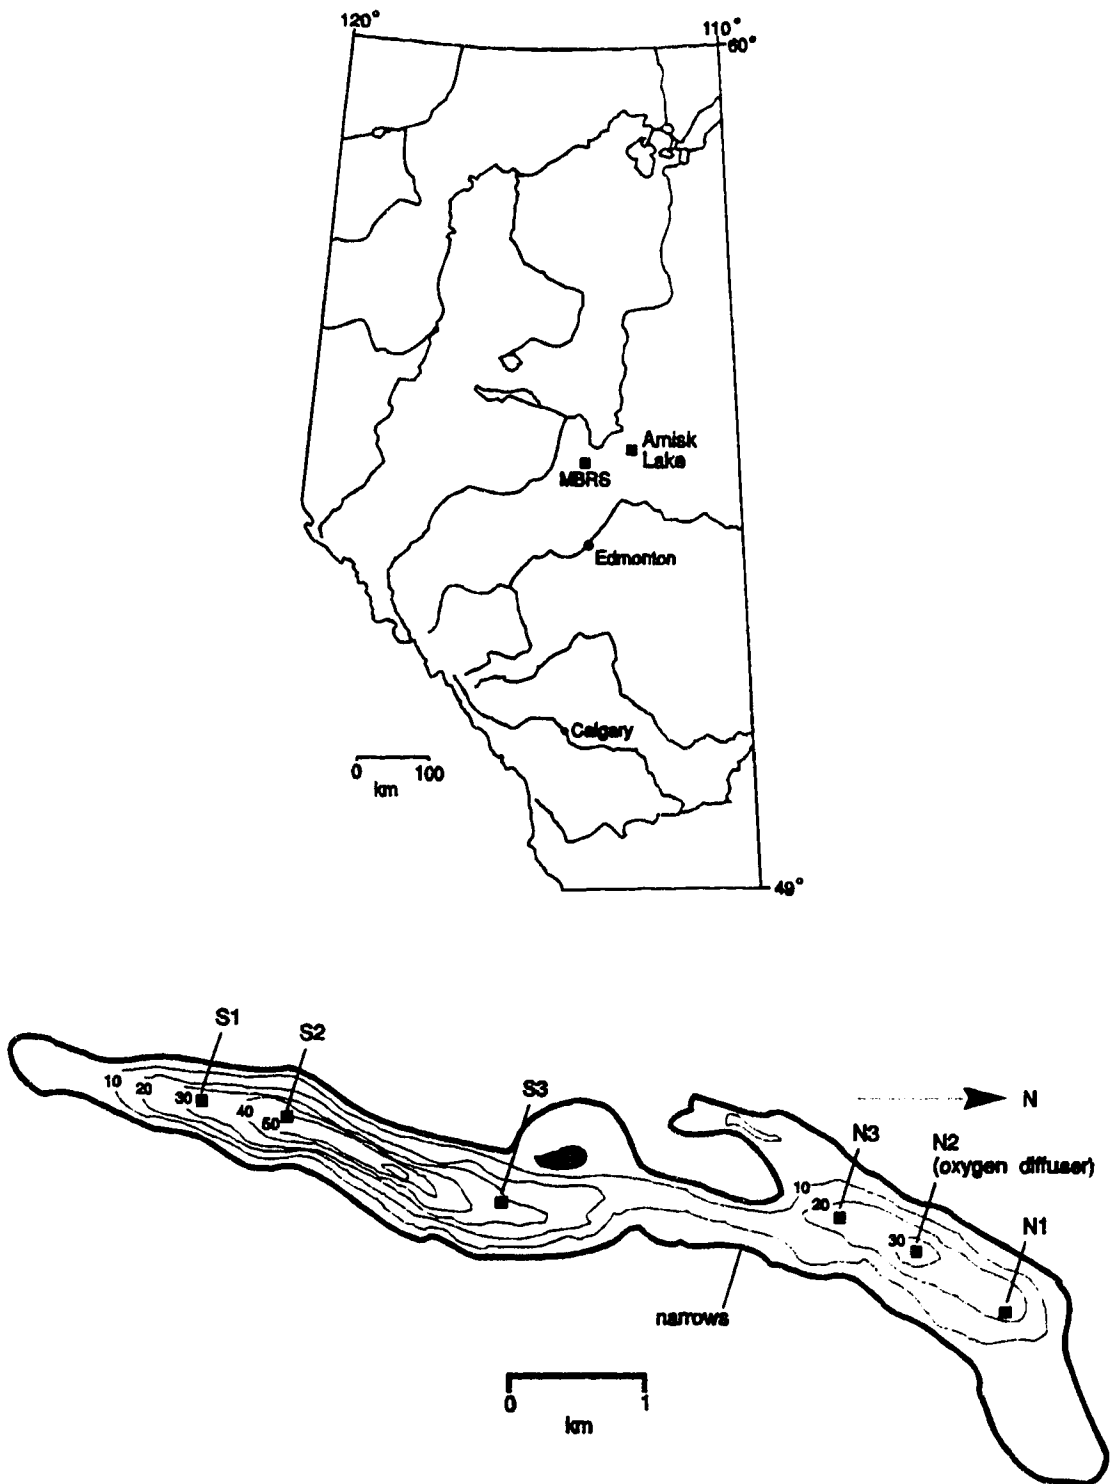 120°
110°
60°
Amisk
Lake
MBRS
Edmonton
Calgary
0 100
km
49°
S1
S2
S3
10
20
30
40
50
N
N3
N2
(oxygen diffuser)
N1
10
20
30
narrows
0 1
km